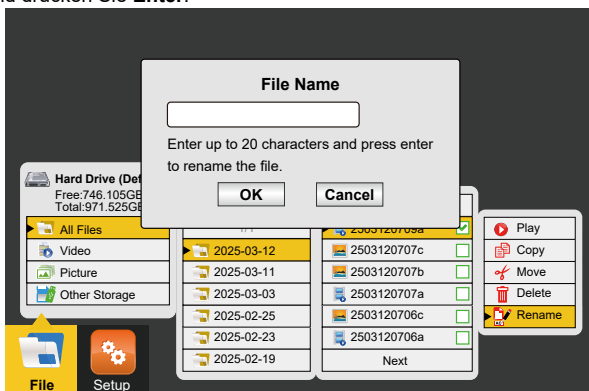 und drücken Sie Enter.
File Name
Enter up to 20 characters and press enter
to rename the file.
OK
Cancel
Hard Drive (Def
Free:746.105GB
Total:971.525GB
All Files
Video
Picture
Other Storage
1/1
2025-03-12
2025-03-11
2025-03-03
2025-02-25
2025-02-23
2025-02-19
2503120709a
2503120707c
2503120707b
2503120707a
2503120706c
2503120706a
Next
Play
Copy
Move
Delete
Rename
File
Setup